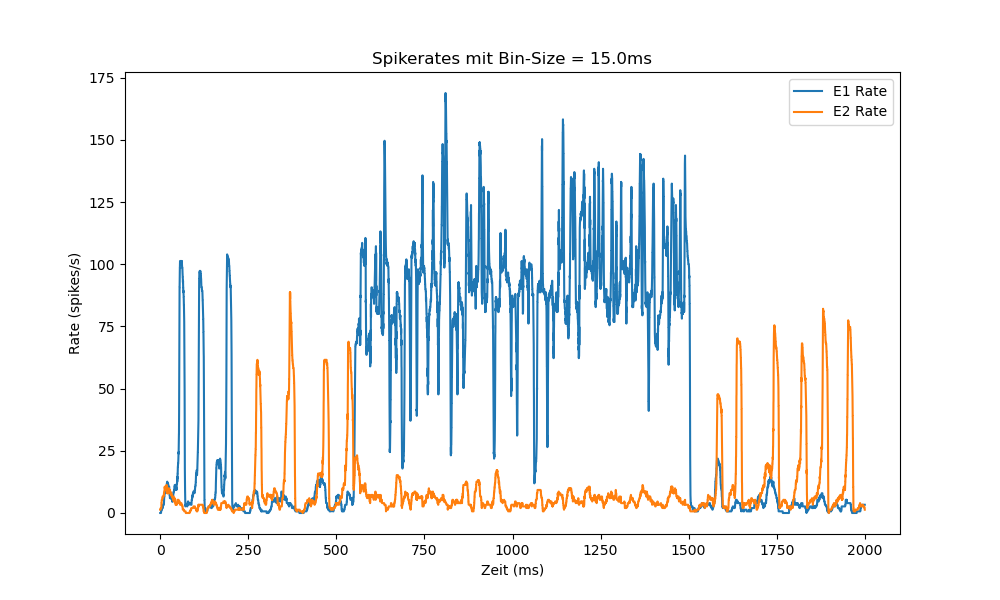 Spikerates mit Bin-Size = 15.0ms
E1 Rate
E2 Rate
Rate (spikes/s)
175
150
125
100
75
50
25
0
0 250 500 750 1000 1250 1500 1750 2000
Zeit (ms)